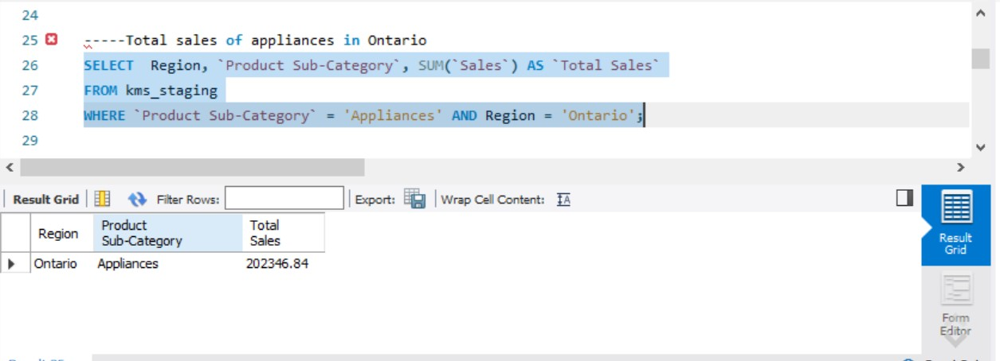 24
25 -----Total sales of appliances in Ontario
26 SELECT  Region, `Product Sub-Category`, SUM(`Sales`) AS `Total Sales`
27 FROM kms_staging
28 WHERE `Product Sub-Category` = 'Appliances' AND Region = 'Ontario';
29
Result Grid Filter Rows: Export: Wrap Cell Content:
Region Product Sub-Category Total Sales
Ontario Appliances 202346.84
Result Grid
Form Editor